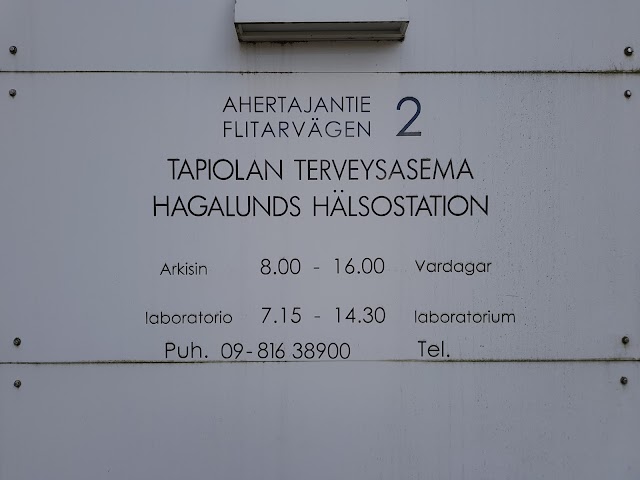 AHERTAJANTIE 2
FLITARVÄGEN
TAPIOLAN TERVEYSASEMA
HAGALUNDS HÄLSOSTATION
Arkisin 8.00 - 16.00 Vardagar
laboratorio 7.15 - 14.30 laboratorium
Puh. 09-816 38900 Tel.